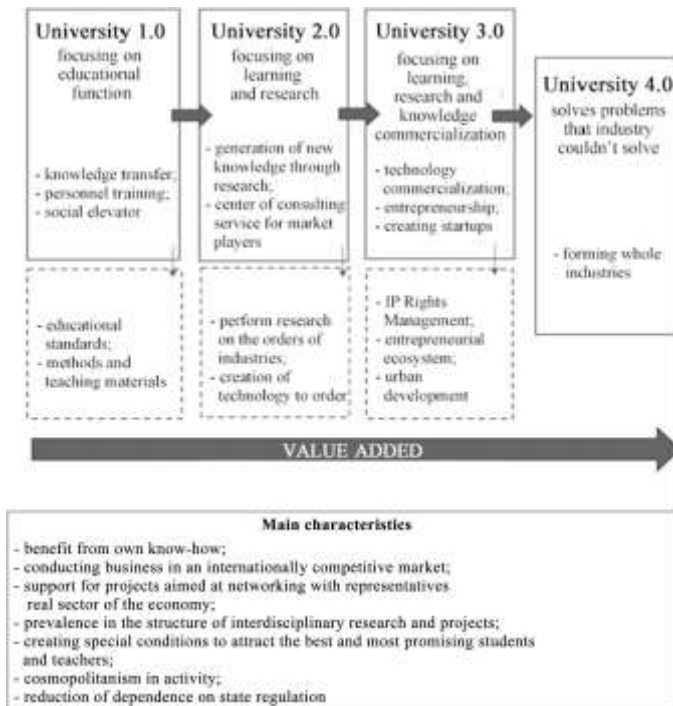 University 1.0
focusing on
educational
function
- knowledge transfer;
- personnel training;
- social elevator
- educational
standards;
- methods and
teaching materials
University 2.0
focusing on
learning
and research
- generation of new
knowledge through
research;
- center of consulting
service for market
players
- perform research
on the orders of
industries;
- creation of
technology to order;
University 3.0
focusing on
learning,
research and
knowledge
commercialization
- technology
commercialization;
- entrepreneurship;
- creating startups
- IP Rights
Management;
- entrepreneurial
ecosystem;
- urban
development
University 4.0
solves problems
that industry
couldn't solve
- forming whole
industries
VALUE ADDED
Main characteristics
- benefit from own know-how;
- conducting business in an internationally competitive market;
- support for projects aimed at networking with representatives
real sector of the economy;
- prevalence in the structure of interdisciplinary research and projects;
- creating special conditions to attract the best and most promising students
and teachers;
- cosmopolitanism in activity;
- reduction of dependence on state regulation